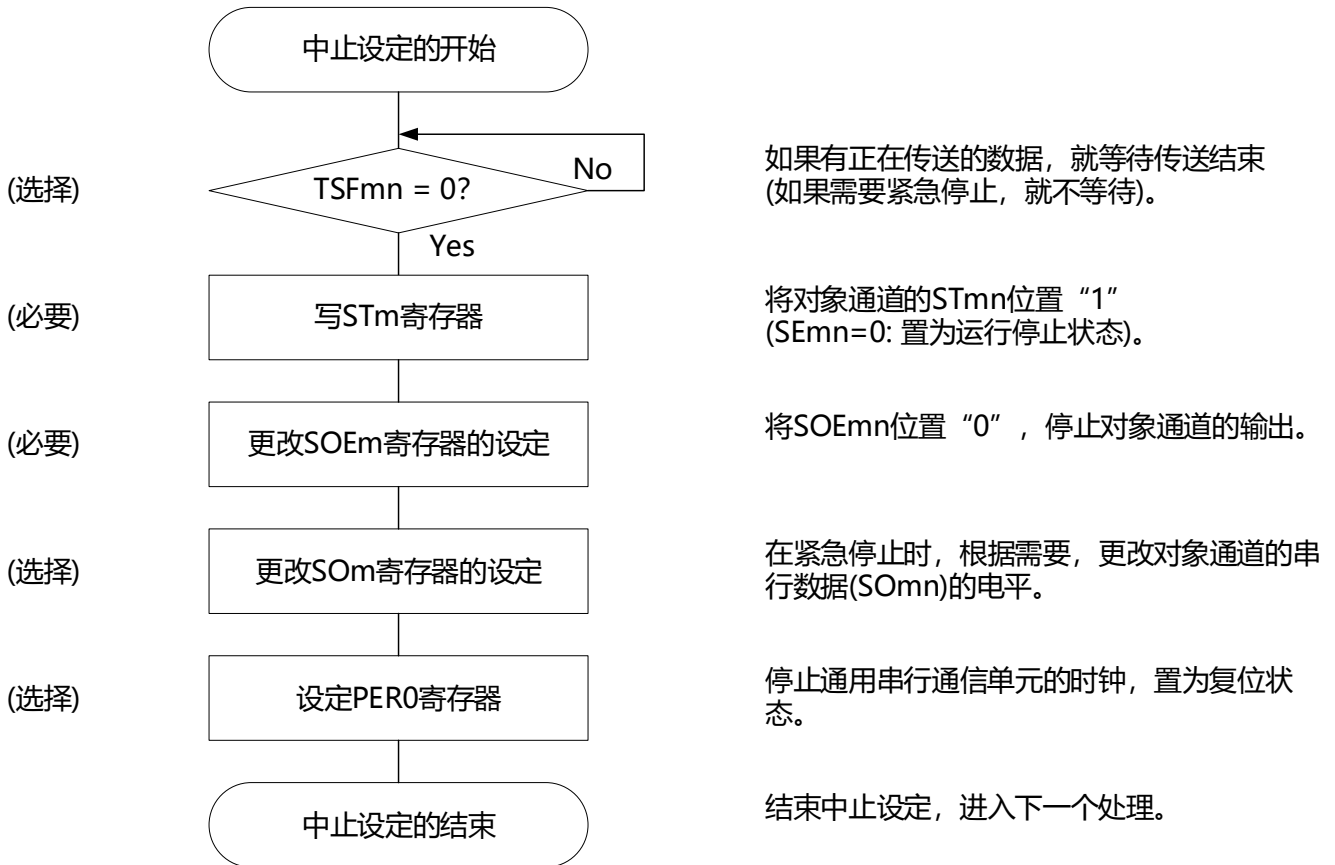 中止设定的开始
(选择)
TSFmn = 0?
No
Yes
如果有正在传送的数据，就等待传送结束
(如果需要紧急停止，就不等待)。
(必要)
写STm寄存器
将对象通道的STmn位置“1”
(SEmn=0: 置为运行停止状态)。
(必要)
更改SOEm寄存器的设定
将SOEmn位置“0”，停止对象通道的输出。
(选择)
更改SOm寄存器的设定
在紧急停止时，根据需要，更改对象通道的串
行数据(SOmn)的电平。
(选择)
设定PER0寄存器
停止通用串行通信单元的时钟，置为复位状
态。
中止设定的结束
结束中止设定，进入下一个处理。